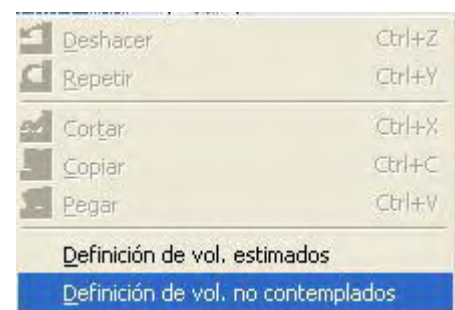 Deshacer Ctrl+Z
Repetir Ctrl+Y
Cortar Ctrl+X
Copiar Ctrl+C
Pegar Ctrl+V
Definición de vol. estimados
Definición de vol. no contemplados